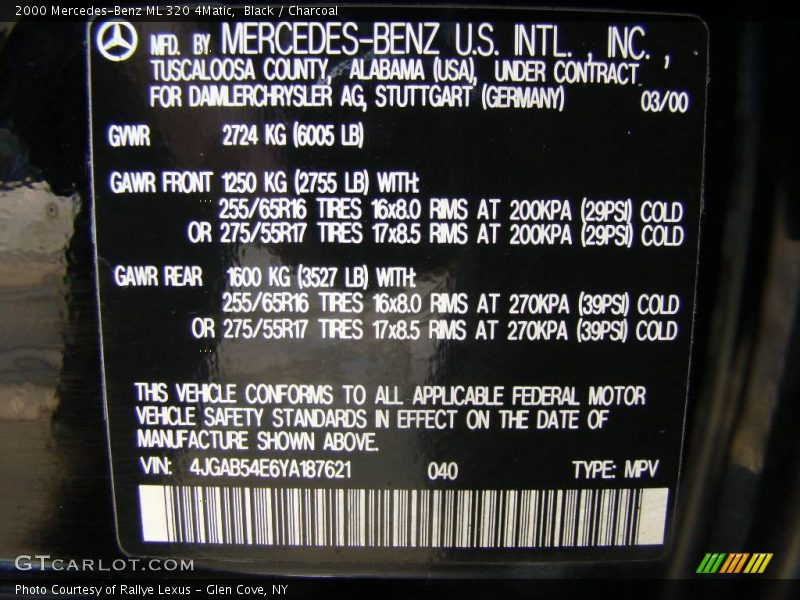 2000 Mercedes-Benz ML 320 4Matic, Black / Charcoal
MFD. BY MERCEDES-BENZ U.S. INTL. , INC. ,
TUSCALOOSA COUNTY, ALABAMA (USA), UNDER CONTRACT
FOR DAIMLERCHRYSLER AG, STUTTGART (GERMANY) 03/00
GVWR 2724 KG (6005 LB)
GAWR FRONT 1250 KG (2755 LB) WITH:
255/65R16 TIRES 16x8.0 RIMS AT 200KPA (29PSI) COLD
OR 275/55R17 TIRES 17x8.5 RIMS AT 200KPA (29PSI) COLD
GAWR REAR 1600 KG (3527 LB) WITH:
255/65R16 TIRES 16x8.0 RIMS AT 270KPA (39PSI) COLD
OR 275/55R17 TIRES 17x8.5 RIMS AT 270KPA (39PSI) COLD
THIS VEHICLE CONFORMS TO ALL APPLICABLE FEDERAL MOTOR
VEHICLE SAFETY STANDARDS IN EFFECT ON THE DATE OF
MANUFACTURE SHOWN ABOVE.
VIN: 4JGAB54E6YA187621 040 TYPE: MPV
GTCARLOT.COM
Photo Courtesy of Rallye Lexus - Glen Cove, NY